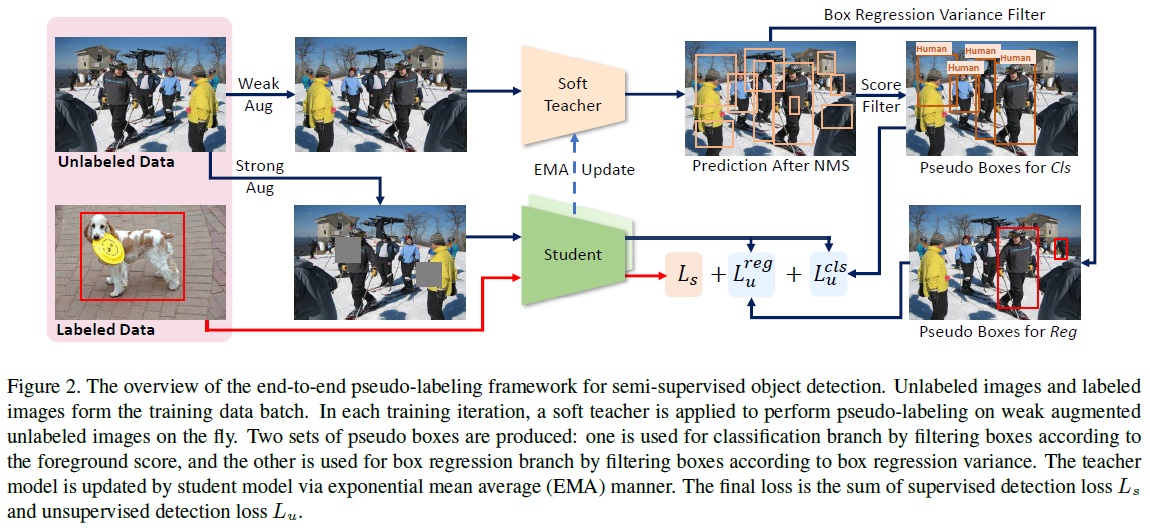 Box Regression Variance Filter
Weak
Aug
Soft
Teacher
Score
Filter
Human
Human
Human
Human
Unlabeled Data
Prediction After NMS
Pseudo Boxes for Cls
Strong
Aug
EMA Update
Student
L_s + L_u^{reg} + L_u^{cls}
Labeled Data
Pseudo Boxes for Reg
Figure 2. The overview of the end-to-end pseudo-labeling framework for semi-supervised object detection. Unlabeled images and labeled
images form the training data batch. In each training iteration, a soft teacher is applied to perform pseudo-labeling on weak augmented
unlabeled images on the fly. Two sets of pseudo boxes are produced: one is used for classification branch by filtering boxes according to
the foreground score, and the other is used for box regression branch by filtering boxes according to box regression variance. The teacher
model is updated by student model via exponential mean average (EMA) manner. The final loss is the sum of supervised detection loss L_s
and unsupervised detection loss L_u.